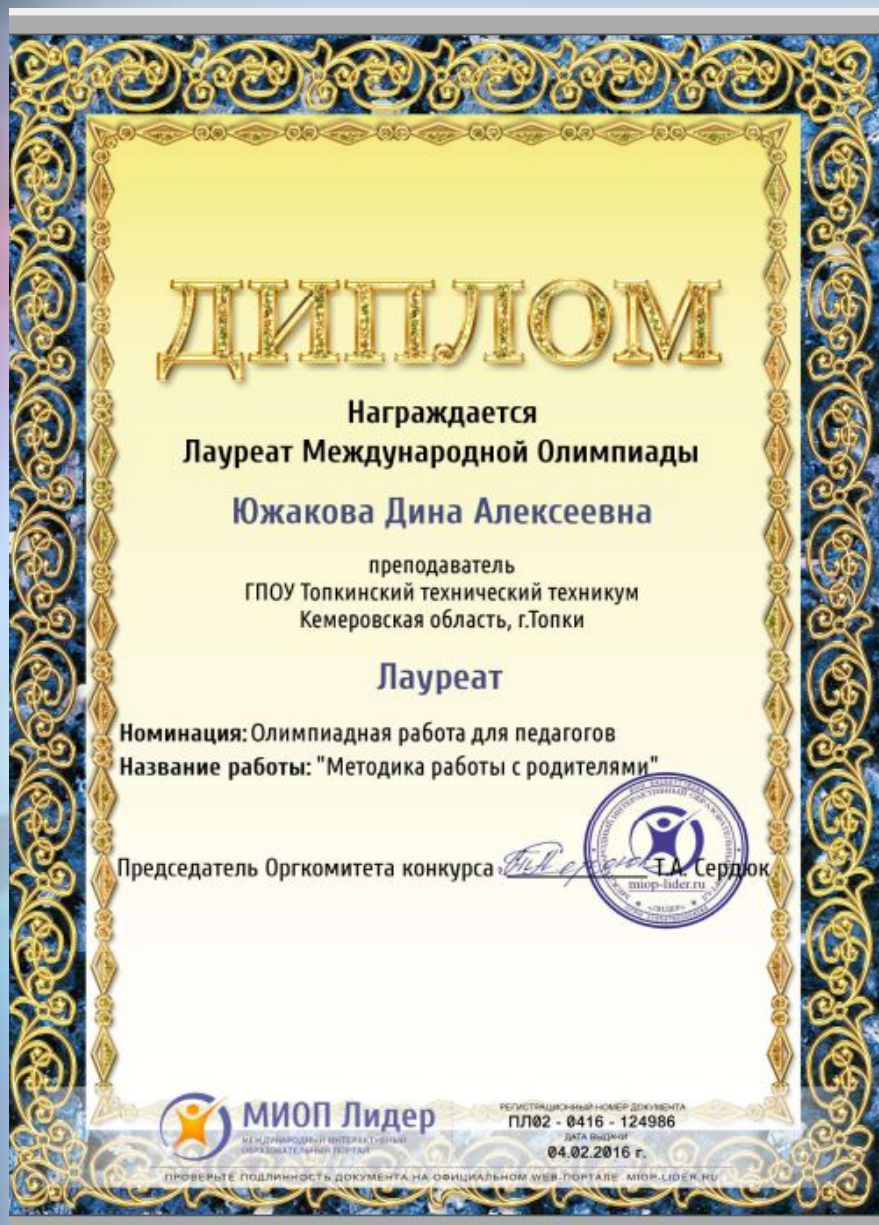 ДИПЛОМ
Награждается
Лауреат Международной Олимпиады
Южакова Дина Алексеевна
преподаватель
ГПОУ Топкинский технический техникум
Кемеровская область, г.Топки
Лауреат
Номинация: Олимпиадная работа для педагогов
Название работы: "Методика работы с родителями"
Председатель Оргкомитета конкурса Т.А. Сердюк
miop-lider.ru
«ЛИДЕР»
МИОП Лидер
МЕЖДУНАРОДНЫЙ ИНТЕРАКТИВНЫЙ
ОБРАЗОВАТЕЛЬНЫЙ ПОРТАЛ
РЕГИСТРАЦИОННЫЙ НОМЕР ДОКУМЕНТА
ПЛ02 - 0416 - 124986
ДАТА ВЫДАЧИ
04.02.2016 г.
ПРОВЕРЬТЕ ПОДЛИННОСТЬ ДОКУМЕНТА НА ОФИЦИАЛЬНОМ WEB-ПОРТАЛЕ MIOP-LIDER.RU